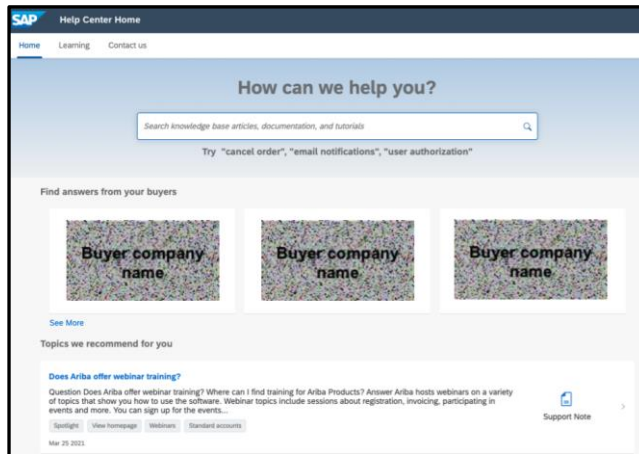 SAP Help Center Home
Home Learning Contact us
How can we help you?
Search knowledge base articles, documentation, and tutorials
Try "cancel order", "email notifications", "user authorization"
Find answers from your buyers
Buyer company name
Buyer company name
Buyer company name
See More
Topics we recommend for you
Does Ariba offer webinar training?
Question Does Ariba offer webinar training? Where can I find training for Ariba Products? Answer Ariba hosts webinars on a variety
of topics that show you how to use the software. Webinar topics include sessions about registration, invoicing, participating in
events and more. You can sign up for the events...
Support Note
Spotlight View homepage Webinars Standard accounts
Mar 25 2021